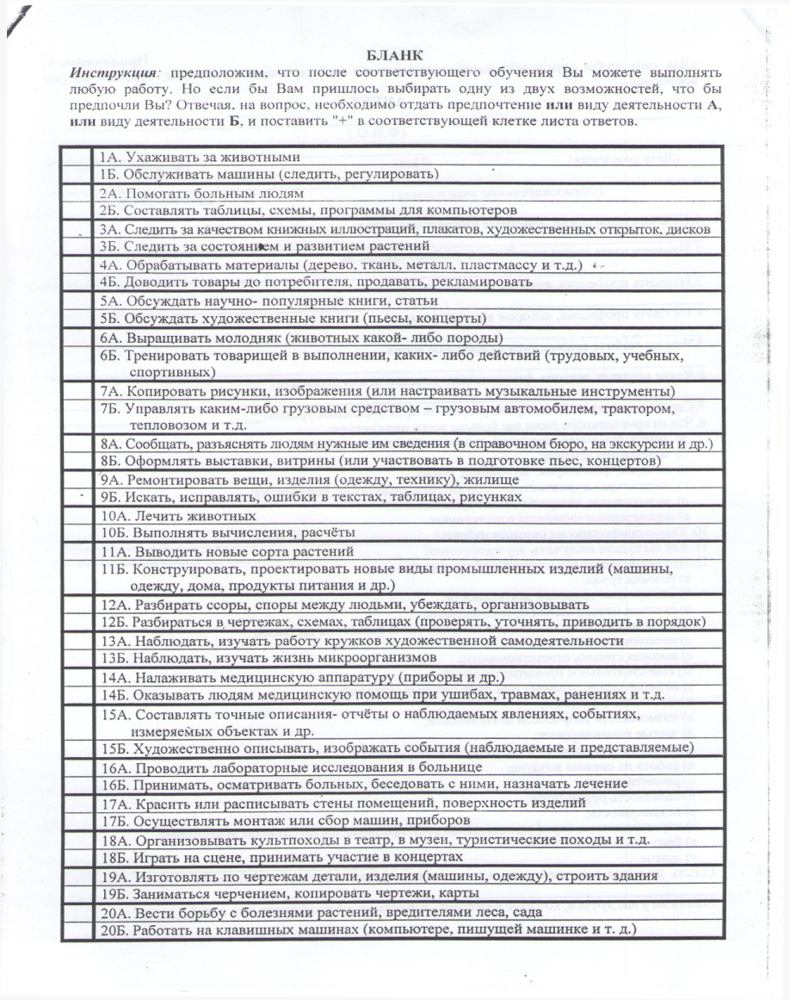 БЛАНК
Инструкция: предположим, что после соответствующего обучения Вы можете выполнять
любую работу. Но если бы Вам пришлось выбирать одну из двух возможностей, что бы
предпочли Вы? Отвечая, на вопрос, необходимо отдать предпочтение или виду деятельности А,
или виду деятельности Б, и поставить "+" в соответствующей клетке листа ответов.
1А. Ухаживать за животными
1Б. Обслуживать машины (следить, регулировать)
2А. Помогать больным людям
2Б. Составлять таблицы, схемы, программы для компьютеров
3А. Следить за качеством книжных иллюстраций, плакатов, художественных открыток, дисков
3Б. Следить за состоянием и развитием растений
4А. Обрабатывать материалы (дерево, ткань, металл, пластмассу и т.д.)
4Б. Доводить товары до потребителя, продавать, рекламировать
5А. Обсуждать научно- популярные книги, статьи
5Б. Обсуждать художественные книги (пьесы, концерты)
6А. Выращивать молодняк (животных какой- либо породы)
6Б. Тренировать товарищей в выполнении, каких- либо действий (трудовых, учебных,
спортивных)
7А. Копировать рисунки, изображения (или настраивать музыкальные инструменты)
7Б. Управлять каким-либо грузовым средством – грузовым автомобилем, трактором,
тепловозом и т.д.
8А. Сообщать, разъяснять людям нужные им сведения (в справочном бюро, на экскурсии и др.)
8Б. Оформлять выставки, витрины (или участвовать в подготовке пьес, концертов)
9А. Ремонтировать вещи, изделия (одежду, технику), жилище
9Б. Искать, исправлять, ошибки в текстах, таблицах, рисунках
10А. Лечить животных
10Б. Выполнять вычисления, расчёты
11А. Выводить новые сорта растений
11Б. Конструировать, проектировать новые виды промышленных изделий (машины,
одежду, дома, продукты питания и др.)
12А. Разбирать ссоры, споры между людьми, убеждать, организовывать
12Б. Разбираться в чертежах, схемах, таблицах (проверять, уточнять, приводить в порядок)
13А. Наблюдать, изучать работу кружков художественной самодеятельности
13Б. Наблюдать, изучать жизнь микроорганизмов
14А. Налаживать медицинскую аппаратуру (приборы и др.)
14Б. Оказывать людям медицинскую помощь при ушибах, травмах, ранениях и т.д.
15А. Составлять точные описания- отчёты о наблюдаемых явлениях, событиях,
измеряемых объектах и др.
15Б. Художественно описывать, изображать события (наблюдаемые и представляемые)
16А. Проводить лабораторные исследования в больнице
16Б. Принимать, осматривать больных, беседовать с ними, назначать лечение
17А. Красить или расписывать стены помещений, поверхность изделий
17Б. Осуществлять монтаж или сбор машин, приборов
18А. Организовывать культпоходы в театр, в музеи, туристические походы и т.д.
18Б. Играть на сцене, принимать участие в концертах
19А. Изготовлять по чертежам детали, изделия (машины, одежду), строить здания
19Б. Заниматься черчением, копировать чертежи, карты
20А. Вести борьбу с болезнями растений, вредителями леса, сада
20Б. Работать на клавишных машинах (компьютере, пишущей машинке и т. д.)